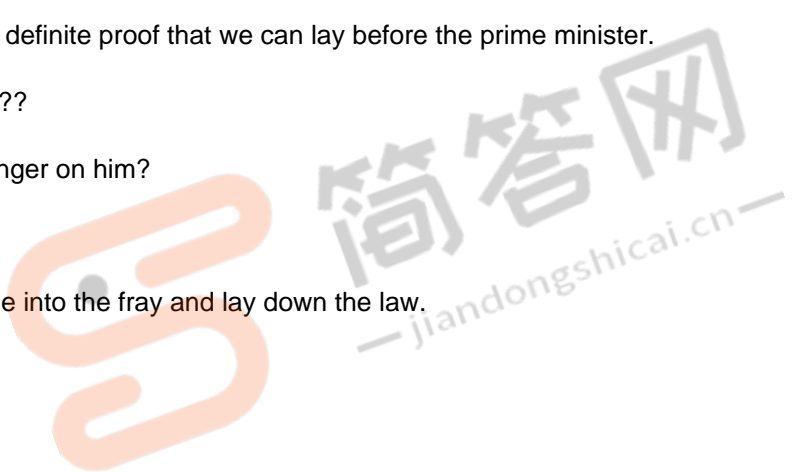 definite proof that we can lay before the prime minister.
??
nger on him?
e into the fray and lay down the law.
简答网
jiandongshicai.cn